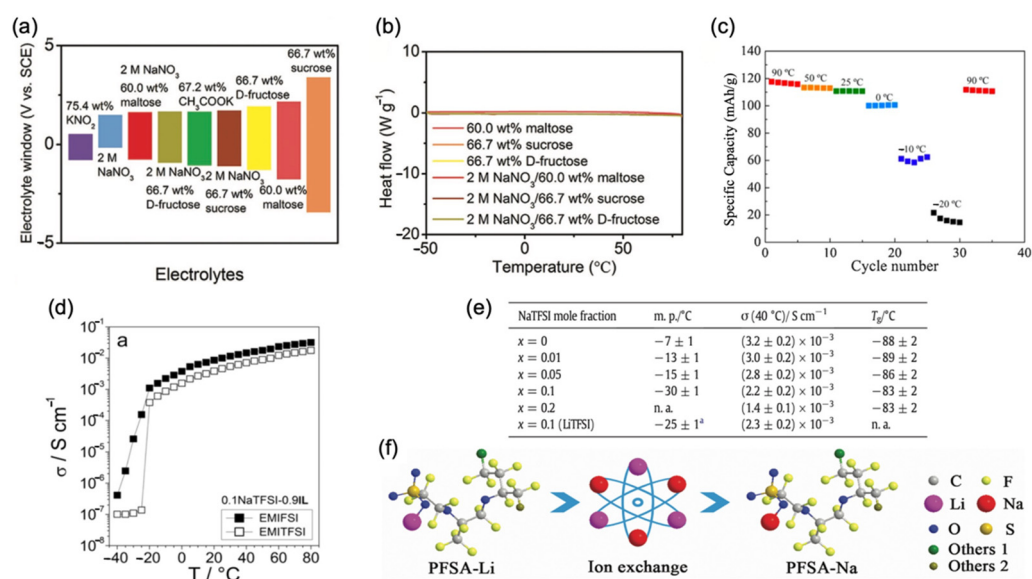 (a)
Electrolyte window (V vs. SCE)
5
0
−5
75.4 wt%
KNO2
2 M
NaNO3
2 M NaNO3
60.0 wt%
maltose
2 M NaNO3
66.7 wt%
D-fructose
67.2 wt%
CH3COOK
2 M NaNO3
66.7 wt%
sucrose
66.7 wt%
D-fructose
60.0 wt%
maltose
66.7 wt%
sucrose
Electrolytes
(b)
Heat flow (W g⁻¹)
10
0
−10
−20
60.0 wt% maltose
66.7 wt% sucrose
66.7 wt% D-fructose
2 M NaNO3/60.0 wt% maltose
2 M NaNO3/66.7 wt% sucrose
2 M NaNO3/66.7 wt% D-fructose
−50 0 50
Temperature (°C)
(c)
Specific Capacity (mAh/g)
140
120
100
80
60
40
20
0
90 °C
50 °C
25 °C
0 °C
−10 °C
−20 °C
90 °C
0 10 20 30 40
Cycle number
(d)
a
σ / S cm⁻¹
10⁻¹
10⁻²
10⁻³
10⁻⁴
10⁻⁵
10⁻⁶
10⁻⁷
10⁻⁸
0.1NaTFSI-0.9IL
EMIFSI
EMITFSI
−40 −20 0 20 40 60 80
T / °C
(e)
NaTFSI mole fraction m. p./°C σ (40 °C)/ S cm⁻¹ Tg/°C
x = 0 −7 ± 1 (3.2 ± 0.2) × 10⁻³ −88 ± 2
x = 0.01 −13 ± 1 (3.0 ± 0.2) × 10⁻³ −89 ± 2
x = 0.05 −15 ± 1 (2.8 ± 0.2) × 10⁻³ −86 ± 2
x = 0.1 −30 ± 1 (2.2 ± 0.2) × 10⁻³ −83 ± 2
x = 0.2 n. a. (1.4 ± 0.1) × 10⁻³ −83 ± 2
x = 0.1 (LiTFSI) −25 ± 1ᵃ (2.3 ± 0.2) × 10⁻³ n. a.
(f)
PFSA-Li
Ion exchange
PFSA-Na
C F
Li Na
O S
Others 1
Others 2